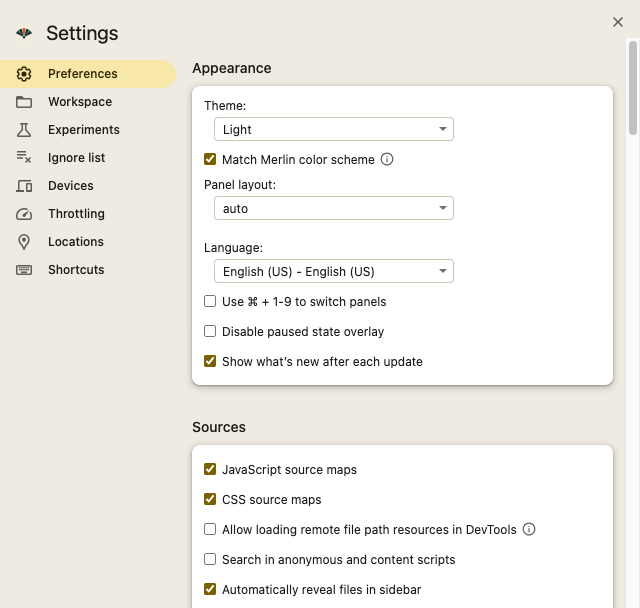 Settings
Preferences
Workspace
Experiments
Ignore list
Devices
Throttling
Locations
Shortcuts
Appearance
Theme:
Light
Match Merlin color scheme
Panel layout:
auto
Language:
English (US) - English (US)
Use ⌘ + 1-9 to switch panels
Disable paused state overlay
Show what's new after each update
Sources
JavaScript source maps
CSS source maps
Allow loading remote file path resources in DevTools
Search in anonymous and content scripts
Automatically reveal files in sidebar